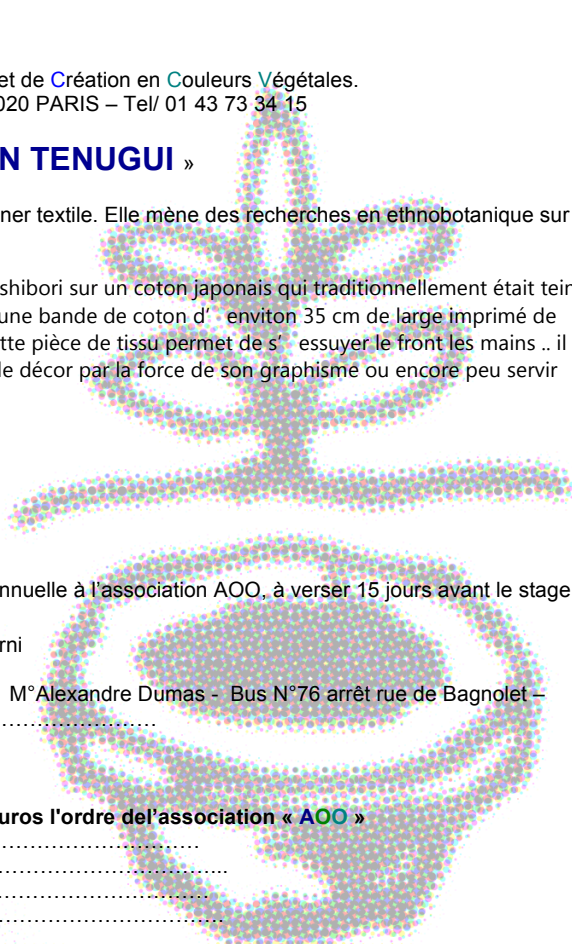 et de Création en Couleurs Végétales.
020 PARIS – Tel/ 01 43 73 34 15
N TENUGUI »
ner textile. Elle mène des recherches en ethnobotanique sur
shibori sur un coton japonais qui traditionnellement était tein
une bande de coton d’ environ 35 cm de large imprimé de
tte pièce de tissu permet de s’ essuyer le front les mains .. il
le décor par la force de son graphisme ou encore peu servir
nnuelle à l’association AOO, à verser 15 jours avant le stage
rni
M°Alexandre Dumas - Bus N°76 arrêt rue de Bagnolet –
……………………
uros l'ordre del’association « AOO »
……………………………
………………………………..
……………………………
………………………………